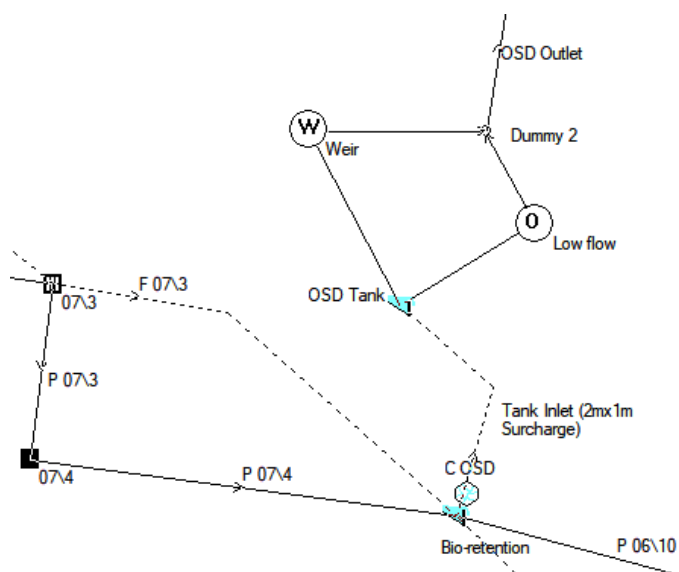 OSD Outlet
W
Weir
Dummy 2
O
Low flow
OSD Tank
F 07\3
07\3
P 07\3
Tank Inlet (2mx1m
Surcharge)
07\4
P 07\4
C OSD
Bio-retention
P 06\10